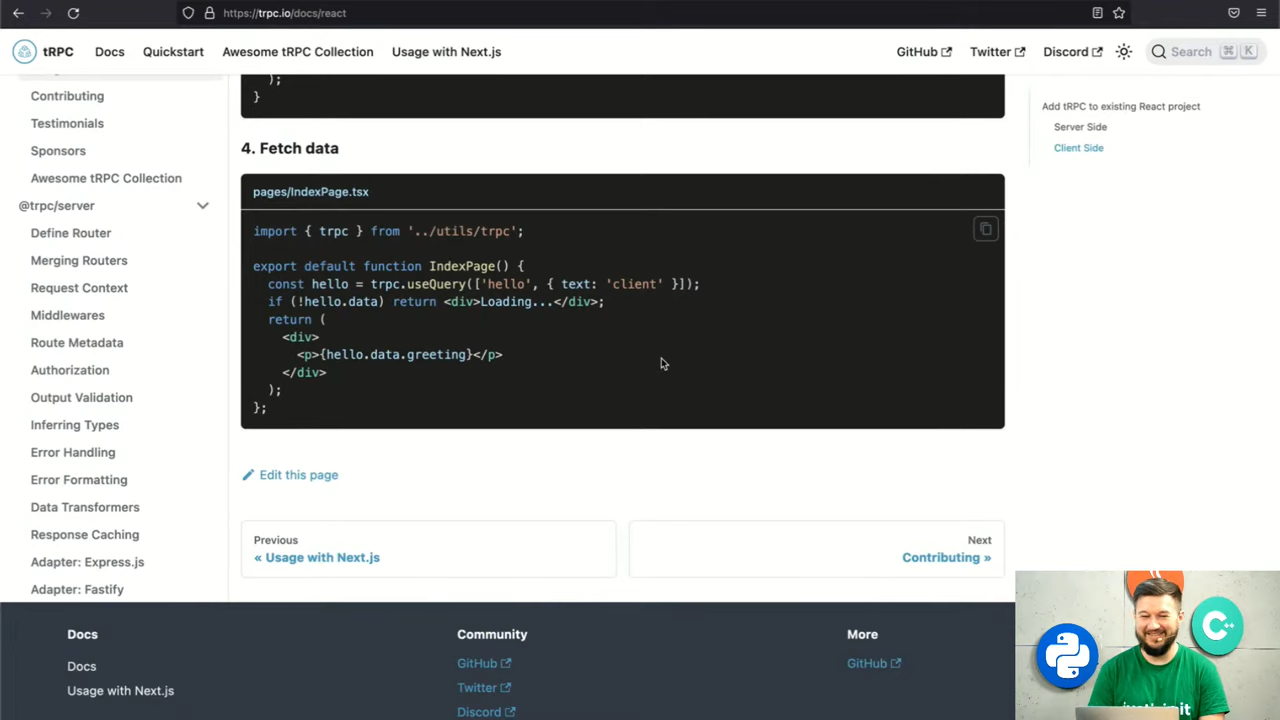 https://trpc.io/docs/react
tRPC Docs Quickstart Awesome tRPC Collection Usage with Next.js GitHub Twitter Discord Search ⌘ K
Contributing
Testimonials
Sponsors
Awesome tRPC Collection
@trpc/server
Define Router
Merging Routers
Request Context
Middlewares
Route Metadata
Authorization
Output Validation
Inferring Types
Error Handling
Error Formatting
Data Transformers
Response Caching
Adapter: Express.js
Adapter: Fastify
);
}
4. Fetch data
pages/IndexPage.tsx
import { trpc } from '../utils/trpc';
export default function IndexPage() {
const hello = trpc.useQuery(['hello', { text: 'client' }]);
if (!hello.data) return <div>Loading...</div>;
return (
<div>
<p>{hello.data.greeting}</p>
</div>
);
};
Edit this page
Previous
« Usage with Next.js
Next
Contributing »
Add tRPC to existing React project
Server Side
Client Side
Docs
Docs
Usage with Next.js
Community
GitHub
Twitter
Discord
More
GitHub
C++